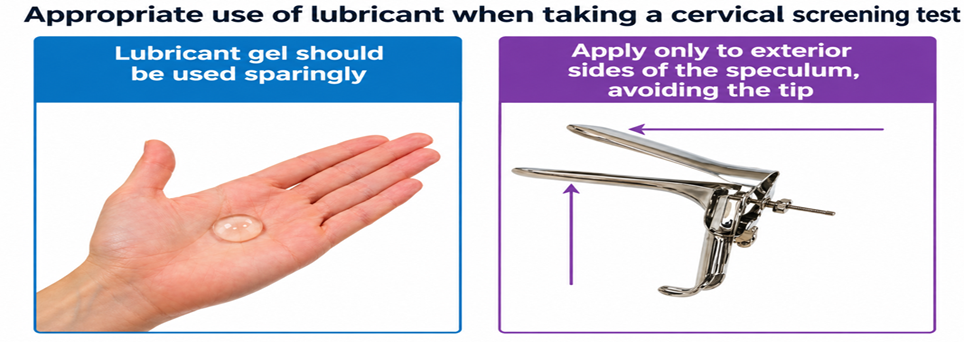 Appropriate use of lubricant when taking a cervical screening test
Lubricant gel should
be used sparingly
Apply only to exterior
sides of the speculum,
avoiding the tip